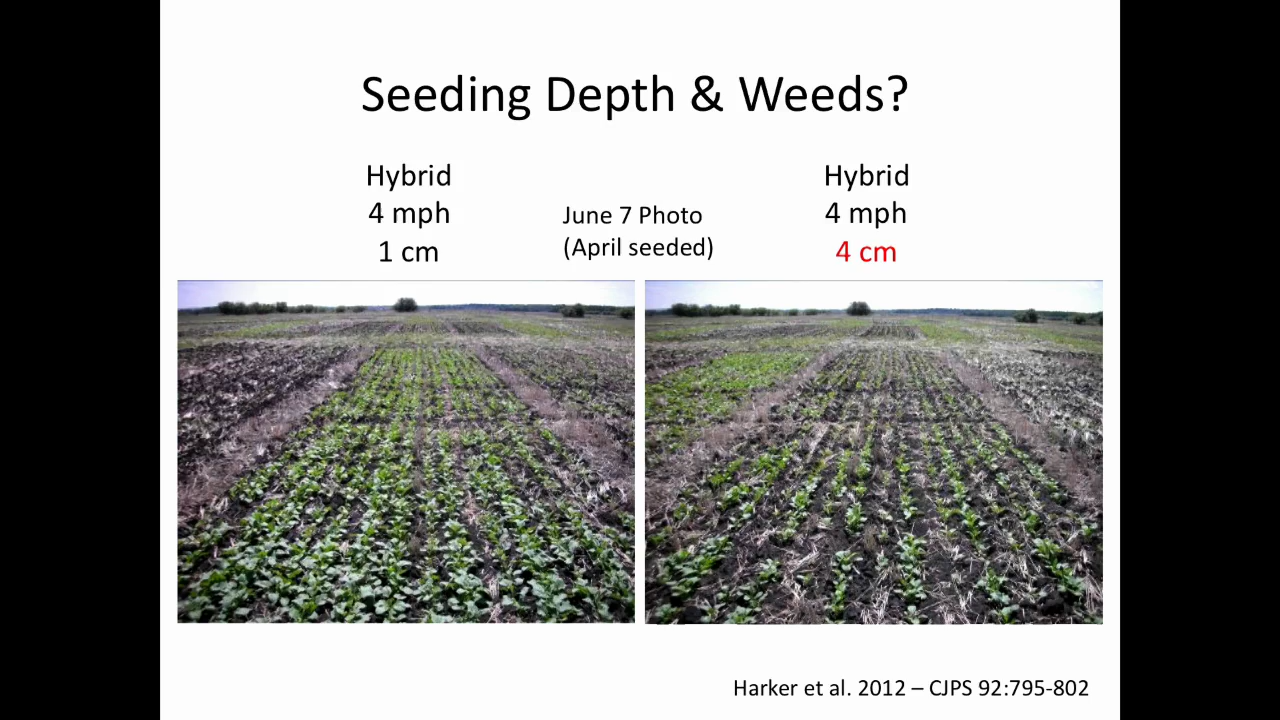 Seeding Depth & Weeds?
Hybrid
4 mph
1 cm
June 7 Photo
(April seeded)
Hybrid
4 mph
4 cm
Harker et al. 2012 – CJPS 92:795-802